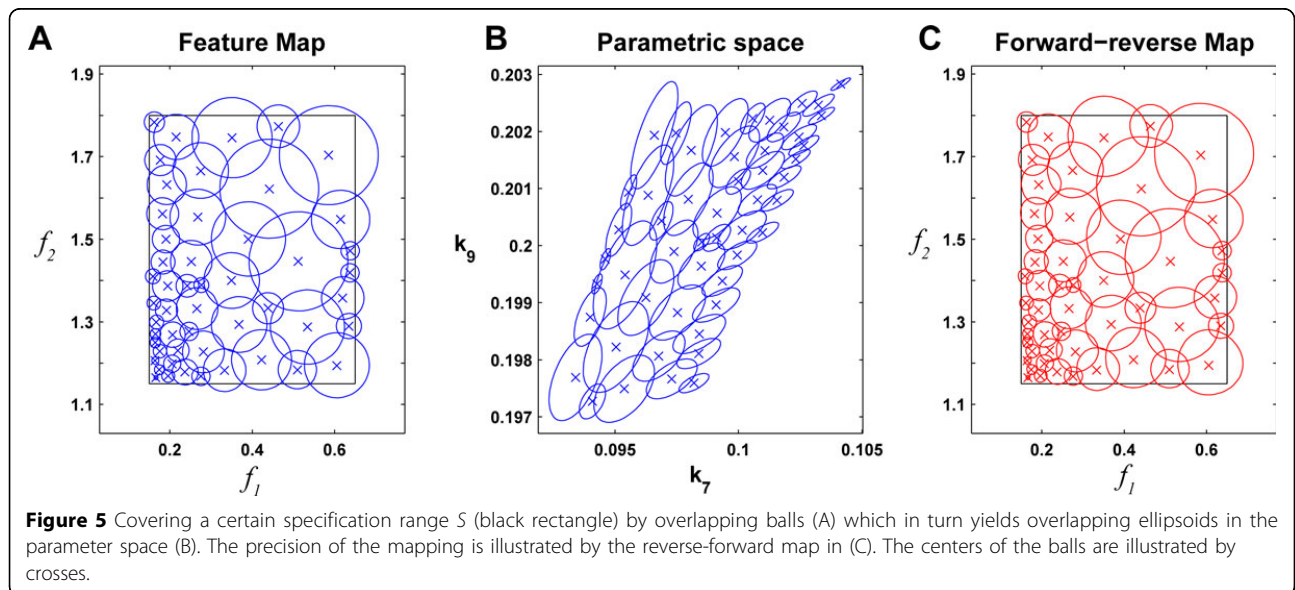 A Feature Map
1.9
1.7
1.5
1.3
1.1
f2
0.2 0.4 0.6
f1
B Parametric space
0.203
0.202
0.201
0.2
0.199
0.198
0.197
k9
0.095 0.1 0.105
k7
C Forward−reverse Map
1.9
1.7
1.5
1.3
1.1
f2
0.2 0.4 0.6
f1
Figure 5 Covering a certain specification range S (black rectangle) by overlapping balls (A) which in turn yields overlapping ellipsoids in the
parameter space (B). The precision of the mapping is illustrated by the reverse-forward map in (C). The centers of the balls are illustrated by
crosses.